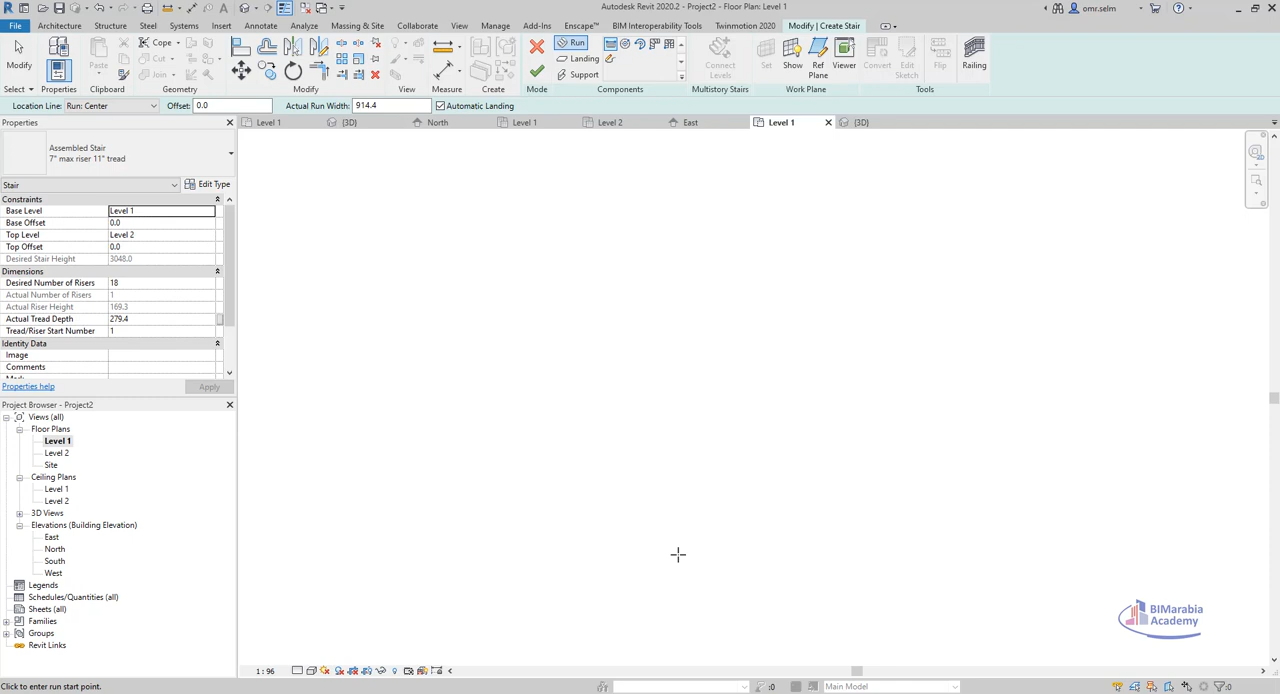 Autodesk Revit 2020.2 - Project2 - Floor Plan: Level 1
omr.selm
File Architecture Structure Steel Systems Insert Annotate Analyze Massing & Site Collaborate View Manage Add-Ins Escape™ BIM Interoperability Tools Twinmotion 2020 Modify | Create Stair
Modify
Properties
Paste
Cope
Cut
Join
Run
Landing
Support
Connect Levels
Set
Show
Ref Plane
Viewer
Convert
Edit Sketch
Flip
Railing
Select Properties Clipboard Geometry Modify View Measure Create Mode Components Multistory Stairs Work Plane Tools
Location Line: Run: Center Offset: 0.0 Actual Run Width: 914.4 Automatic Landing
Properties
Level 1 {3D} North Level 1 Level 2 East Level 1 {3D}
Assembled Stair
7" max riser 11" tread
Stair Edit Type
Constraints
Base Level Level 1
Base Offset 0.0
Top Level Level 2
Top Offset 0.0
Desired Stair Height 3048.0
Dimensions
Desired Number of Risers 18
Actual Number of Risers 1
Actual Riser Height 169.3
Actual Tread Depth 279.4
Tread/Riser Start Number 1
Identity Data
Image
Comments
Properties help Apply
Project Browser - Project2
Views (all)
Floor Plans
Level 1
Level 2
Site
Ceiling Plans
Level 1
Level 2
3D Views
Elevations (Building Elevation)
East
North
South
West
Legends
Schedules/Quantities (all)
Sheets (all)
Families
Groups
Revit Links
BIMarabia
Academy
1 : 96
Click to enter run start point. :0 Main Model :0